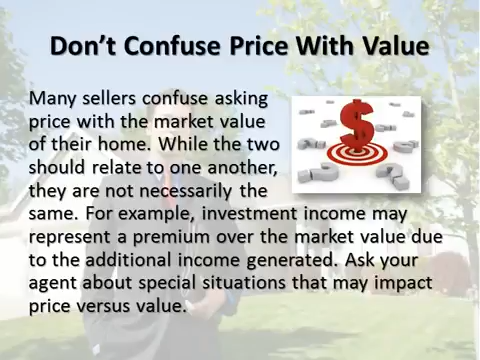 Don't Confuse Price With Value
Many sellers confuse asking
price with the market value
of their home. While the two
should relate to one another,
they are not necessarily the
same. For example, investment income may
represent a premium over the market value due
to the additional income generated. Ask your
agent about special situations that may impact
price versus value.